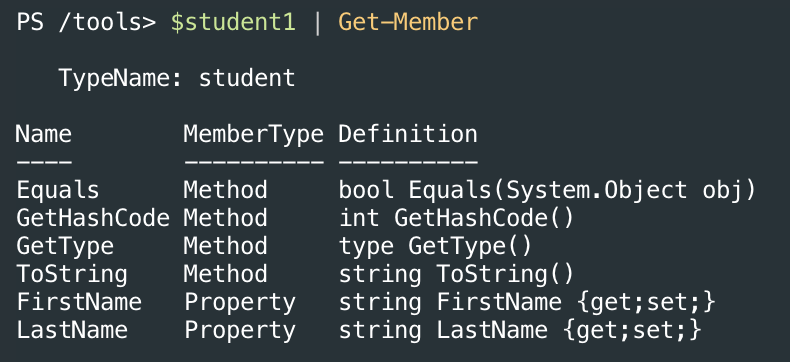 PS /tools> $student1 | Get-Member
TypeName: student
Name MemberType Definition
---- ---------- ----------
Equals Method bool Equals(System.Object obj)
GetHashCode Method int GetHashCode()
GetType Method type GetType()
ToString Method string ToString()
FirstName Property string FirstName {get;set;}
LastName Property string LastName {get;set;}